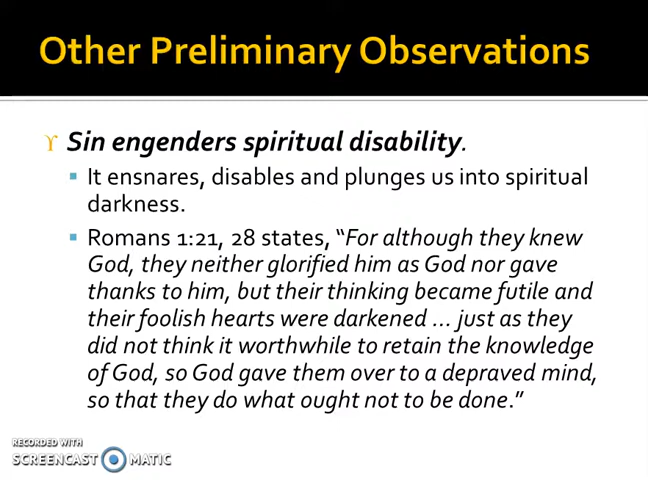 Other Preliminary Observations
Sin engenders spiritual disability.
It ensnares, disables and plunges us into spiritual
darkness.
Romans 1:21, 28 states, “For although they knew
God, they neither glorified him as God nor gave
thanks to him, but their thinking became futile and
their foolish hearts were darkened … just as they
did not think it worthwhile to retain the knowledge
of God, so God gave them over to a depraved mind,
so that they do what ought not to be done.”
RECORDED WITH
SCREENCAST MATIC